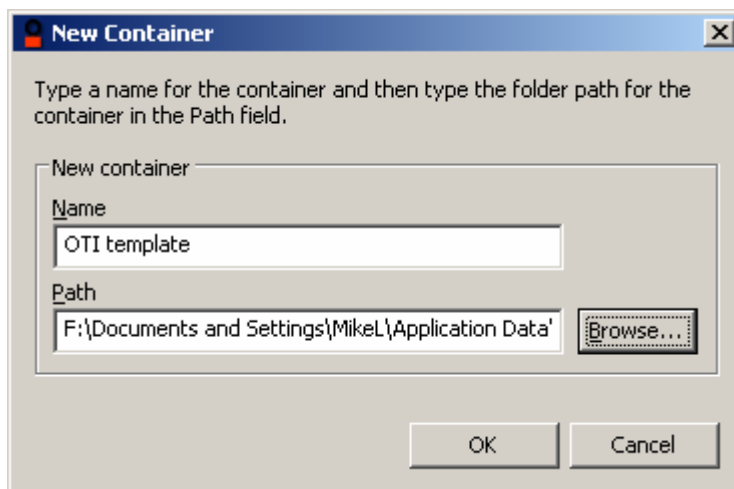 New Container
Type a name for the container and then type the folder path for the
container in the Path field.
New container
Name
OTI template
Path
F:\Documents and Settings\MikeL\Application Data\
Browse...
OK
Cancel